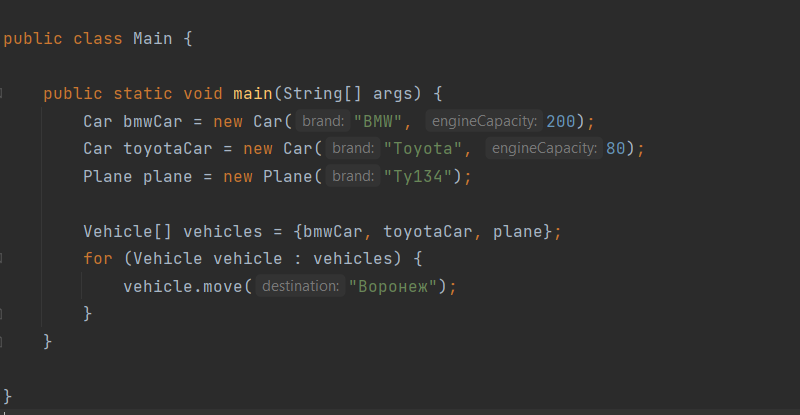 public class Main {
public static void main(String[] args) {
Car bmwCar = new Car( brand: "BMW", engineCapacity: 200);
Car toyotaCar = new Car( brand: "Toyota", engineCapacity: 80);
Plane plane = new Plane( brand: "Ty134");
Vehicle[] vehicles = {bmwCar, toyotaCar, plane};
for (Vehicle vehicle : vehicles) {
vehicle.move( destination: "Воронеж");
}
}
}